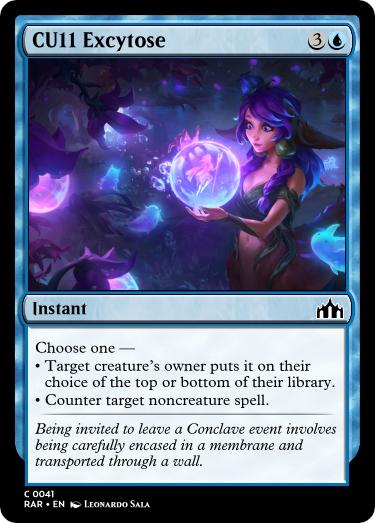 CU11 Excytose 3
Instant
Choose one —
• Target creature's owner puts it on their
choice of the top or bottom of their library.
• Counter target noncreature spell.
Being invited to leave a Conclave event involves
being carefully encased in a membrane and
transported through a wall.
C 0041
RAR • EN Leonardo Sala